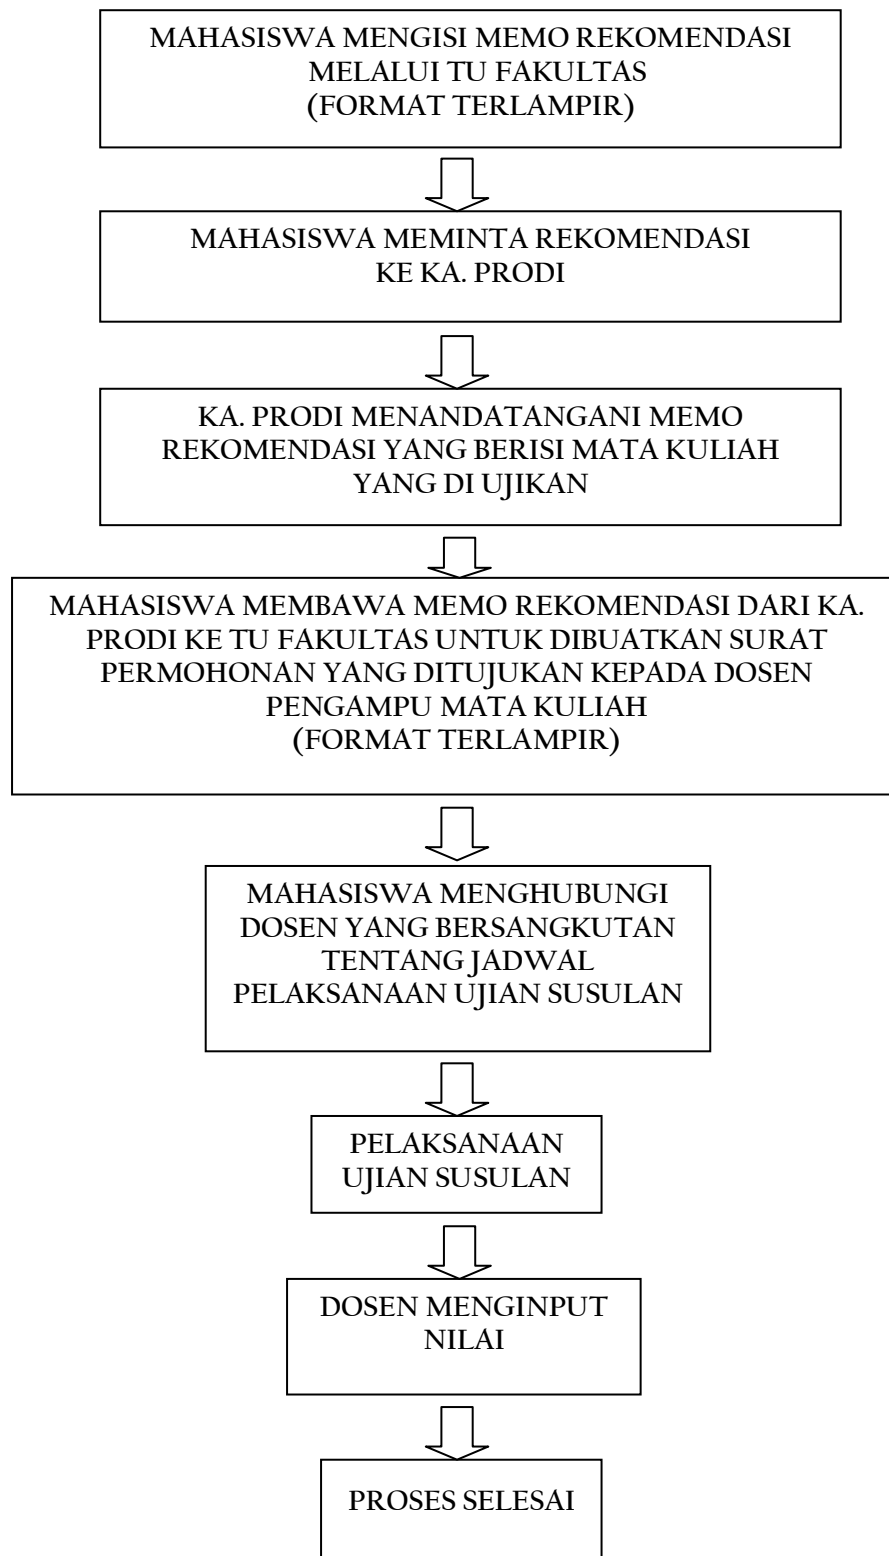 MAHASISWA MENGISI MEMO REKOMENDASI
MELALUI TU FAKULTAS
(FORMAT TERLAMPIR)
MAHASISWA MEMINTA REKOMENDASI
KE KA. PRODI
KA. PRODI MENANDATANGANI MEMO
REKOMENDASI YANG BERISI MATA KULIAH
YANG DI UJIKAN
MAHASISWA MEMBAWA MEMO REKOMENDASI DARI KA.
PRODI KE TU FAKULTAS UNTUK DIBUATKAN SURAT
PERMOHONAN YANG DITUJUKAN KEPADA DOSEN
PENGAMPU MATA KULIAH
(FORMAT TERLAMPIR)
MAHASISWA MENGHUBUNGI
DOSEN YANG BERSANGKUTAN
TENTANG JADWAL
PELAKSANAAN UJIAN SUSULAN
PELAKSANAAN
UJIAN SUSULAN
DOSEN MENGINPUT
NILAI
PROSES SELESAI